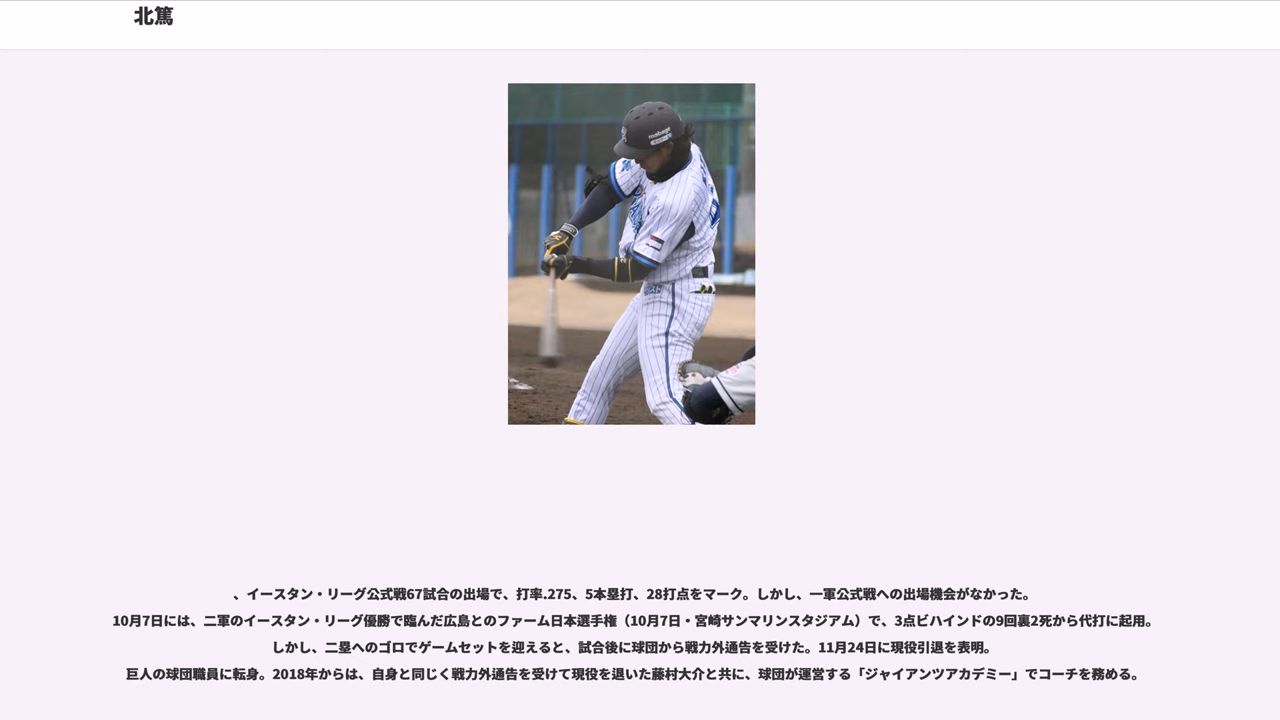 北篤
mobage
、イースタン・リーグ公式戦67試合の出場で、打率.275、5本塁打、28打点をマーク。しかし、一軍公式戦への出場機会がなかった。
10月7日には、二軍のイースタン・リーグ優勝で臨んだ広島とのファーム日本選手権（10月7日・宮崎サンマリンスタジアム）で、3点ビハインドの9回裏2死から代打に起用。
しかし、二塁へのゴロでゲームセットを迎えると、試合後に球団から戦力外通告を受けた。11月24日に現役引退を表明。
巨人の球団職員に転身。2018年からは、自身と同じく戦力外通告を受けて現役を退いた藤村大介と共に、球団が運営する「ジャイアンツアカデミー」でコーチを務める。